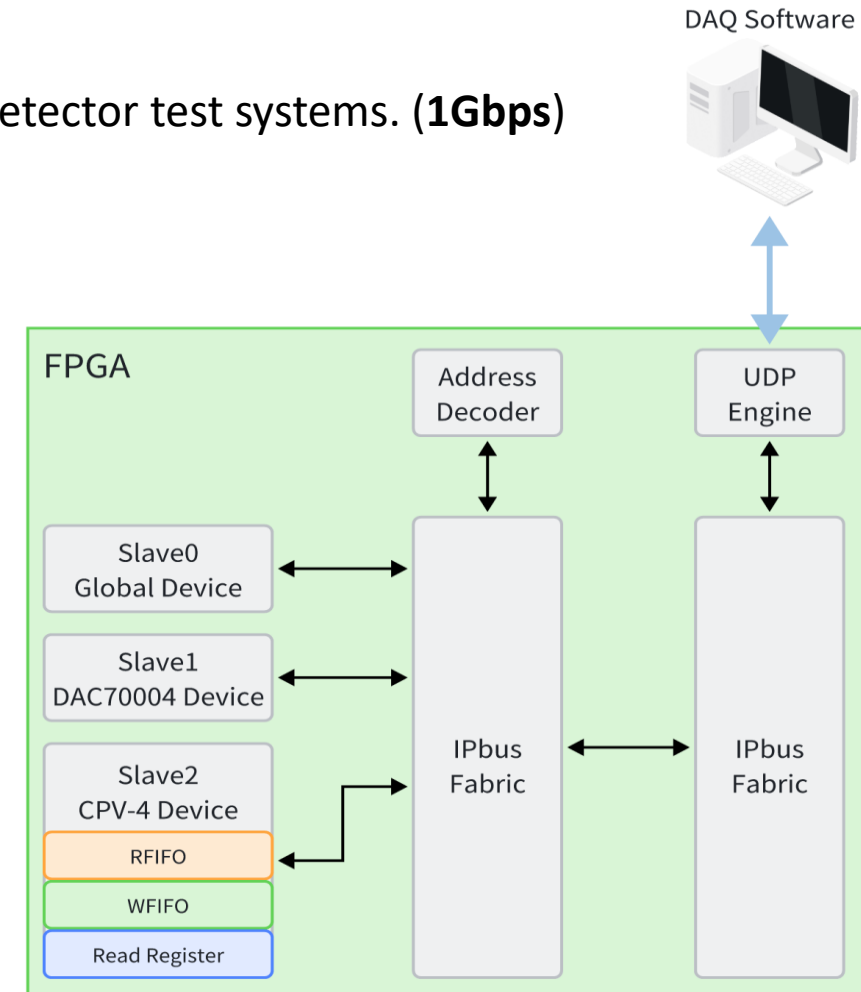 DAQ Software
etector test systems. (1Gbps)
FPGA
Address
Decoder
UDP
Engine
Slave0
Global Device
Slave1
DAC70004 Device
Slave2
CPV-4 Device
RFIFO
WFIFO
Read Register
IPbus
Fabric
IPbus
Fabric